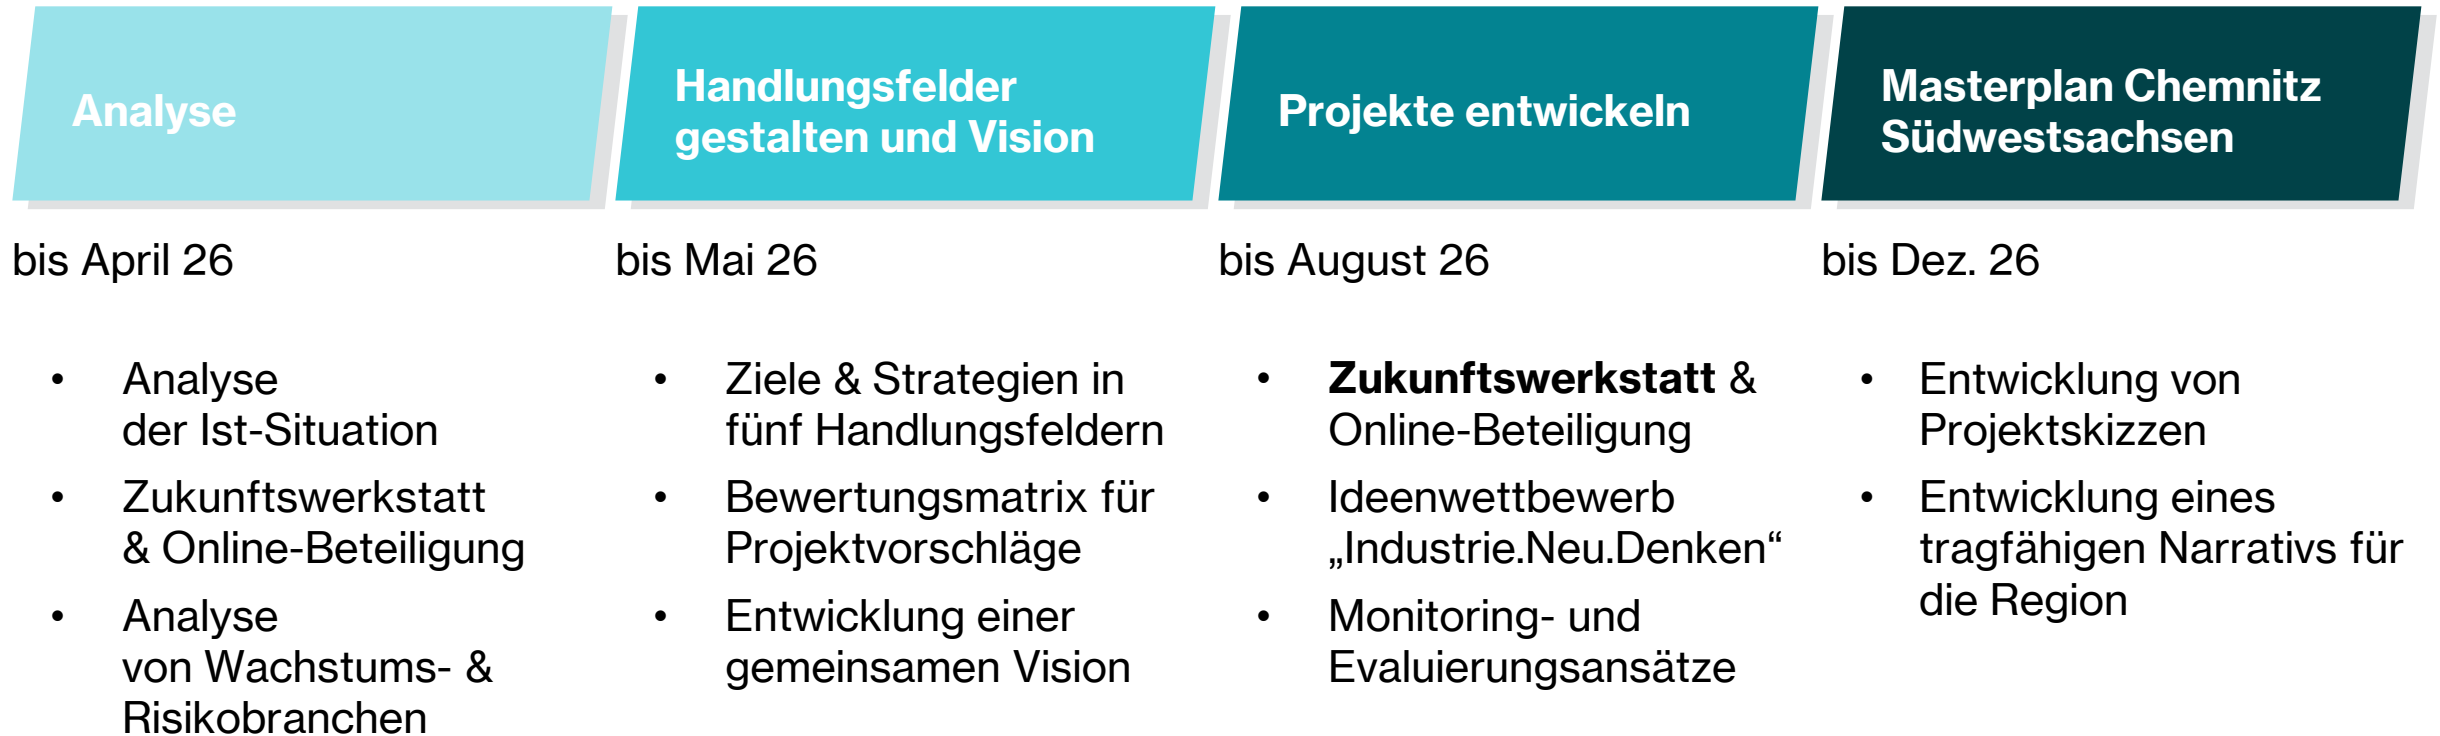 Analyse
bis April 26
• Analyse
der Ist-Situation
• Zukunftswerkstatt
& Online-Beteiligung
• Analyse
von Wachstums- &
Risikobranchen
Handlungsfelder
gestalten und Vision
bis Mai 26
• Ziele & Strategien in
fünf Handlungsfeldern
• Bewertungsmatrix für
Projektvorschläge
• Entwicklung einer
gemeinsamen Vision
Projekte entwickeln
bis August 26
• Zukunftswerkstatt &
Online-Beteiligung
• Ideenwettbewerb
„Industrie.Neu.Denken“
• Monitoring- und
Evaluierungsansätze
Masterplan Chemnitz
Südwestsachsen
bis Dez. 26
• Entwicklung von
Projektskizzen
• Entwicklung eines
tragfähigen Narrativs für
die Region